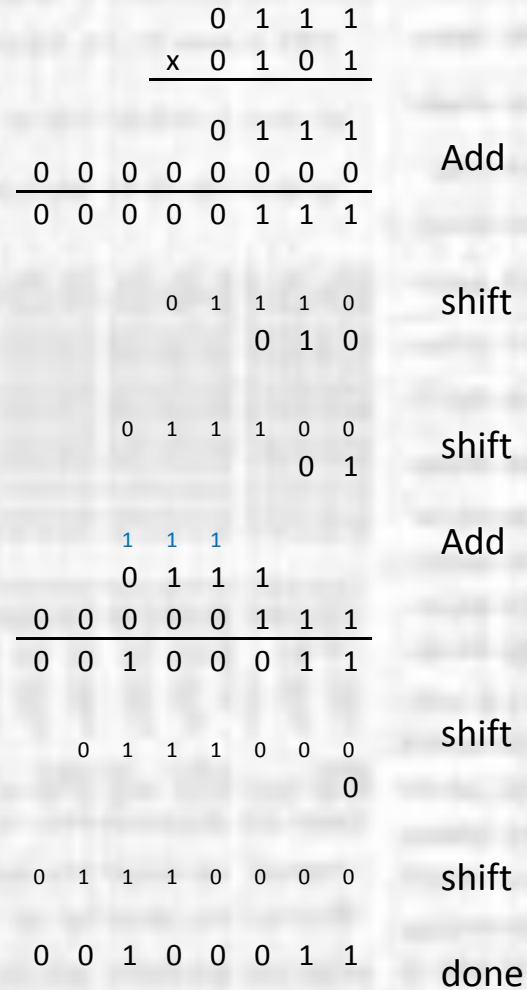 0 1 1 1
x 0 1 0 1
0 1 1 1
Add
0 0 0 0 0 0 0 0
0 0 0 0 0 1 1 1
0 1 1 1 0 shift
0 1 0
0 1 1 1 0 0
shift
0 1
1 1 1 Add
0 1 1 1
0 0 0 0 0 1 1 1
0 0 1 0 0 0 1 1
shift
0 1 1 1 0 0 0
0
0 1 1 1 0 0 0 0 shift
0 0 1 0 0 0 1 1
done